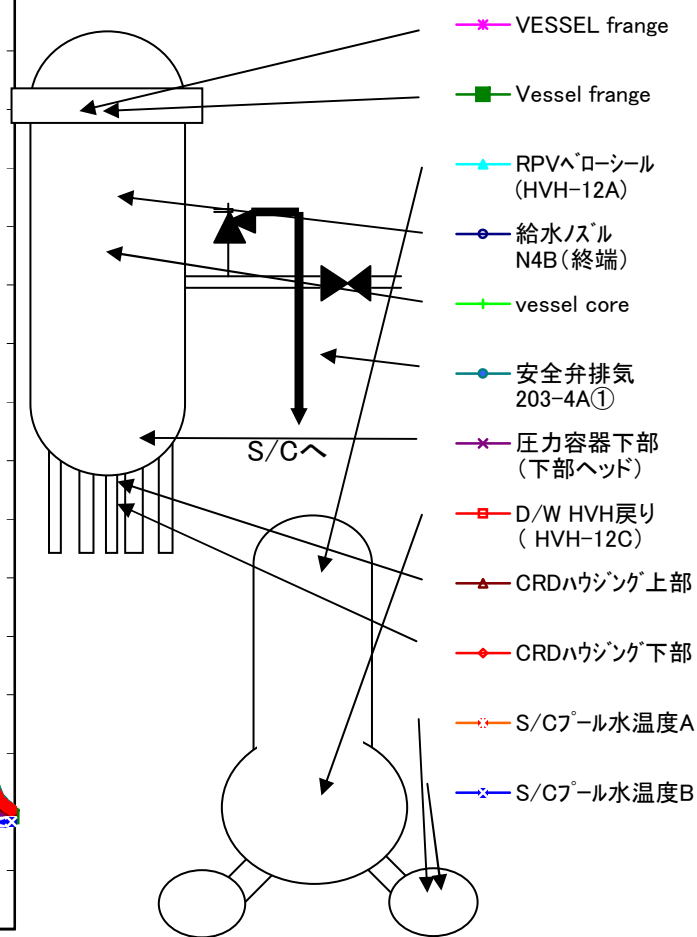 VESSEL frange
Vessel frange
RPVベローシール
(HVH-12A)
給水ノズル
N4B(終端)
vessel core
安全弁排気
203-4A①
圧力容器下部
(下部ヘッド)
D/W HVH戻り
( HVH-12C)
CRDハウジング上部
CRDハウジング下部
S/Cプール水温度A
S/Cプール水温度B
S/Cへ